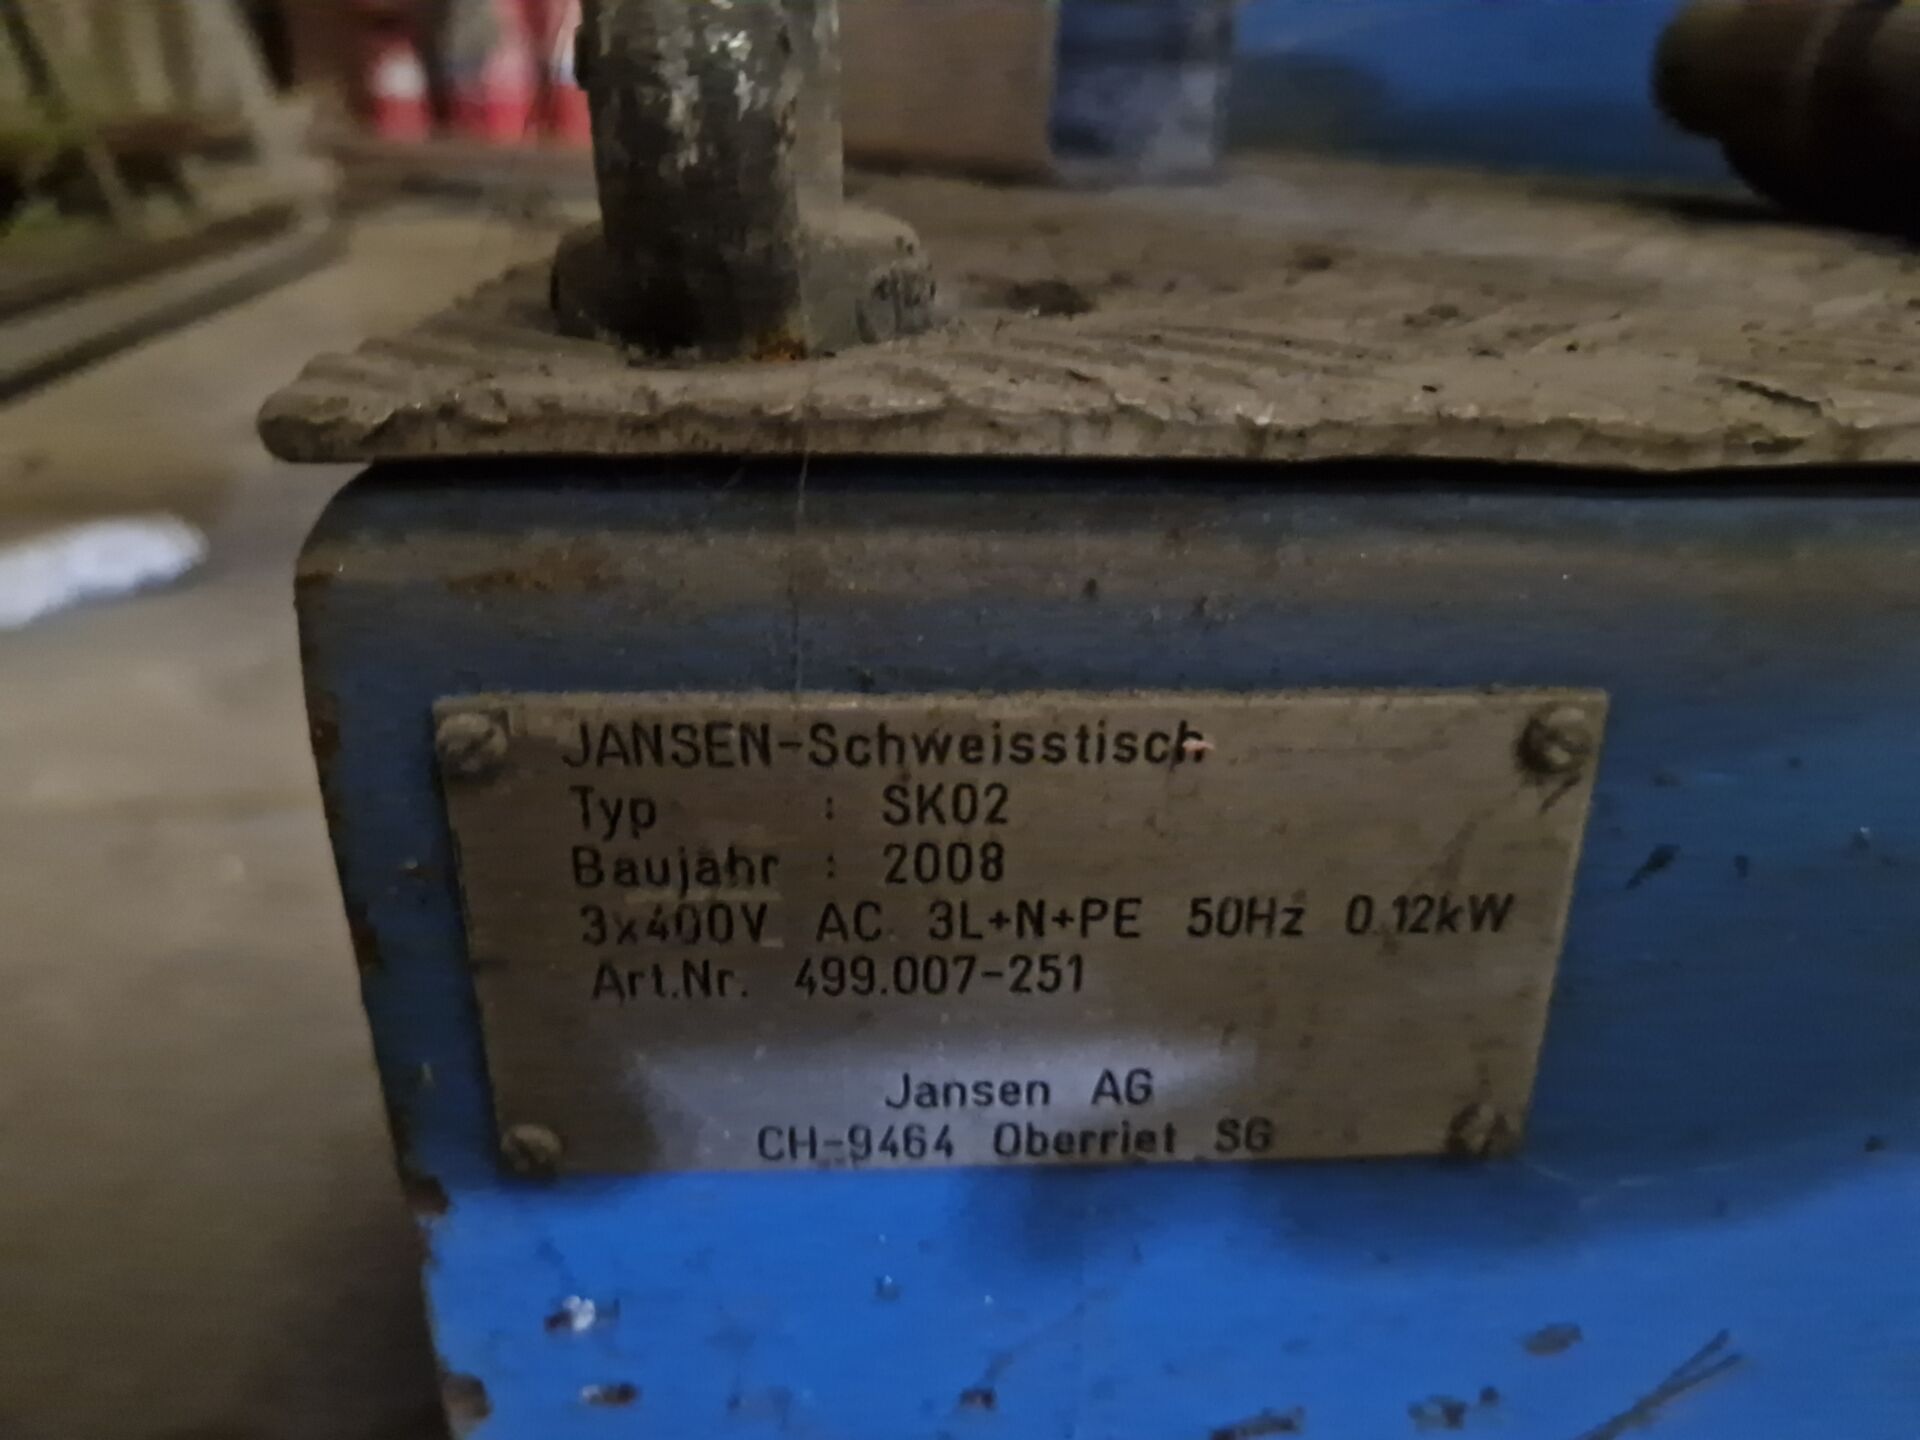 JANSEN-Schweisstisch
Typ : SK02
Baujahr : 2008
3x400V AC 3L+N+PE 50Hz 0.12kW
Art.Nr. 499.007-251
Jansen AG
CH-9464 Oberriet SG